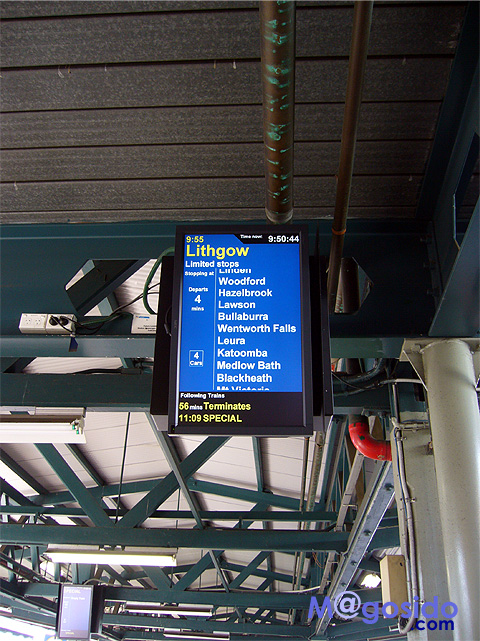 9:55 Time now: 9:50:44
Lithgow
Limited stops
Stopping at
Linden
Woodford
Departs
Hazelbrook
4
Lawson
mins
Bullaburra
Wentworth Falls
Leura
4
Katoomba
Cars
Medlow Bath
Blackheath
Mt Victoria
Following Trains
56 mins Terminates
11:09 SPECIAL
M@gosido
.com